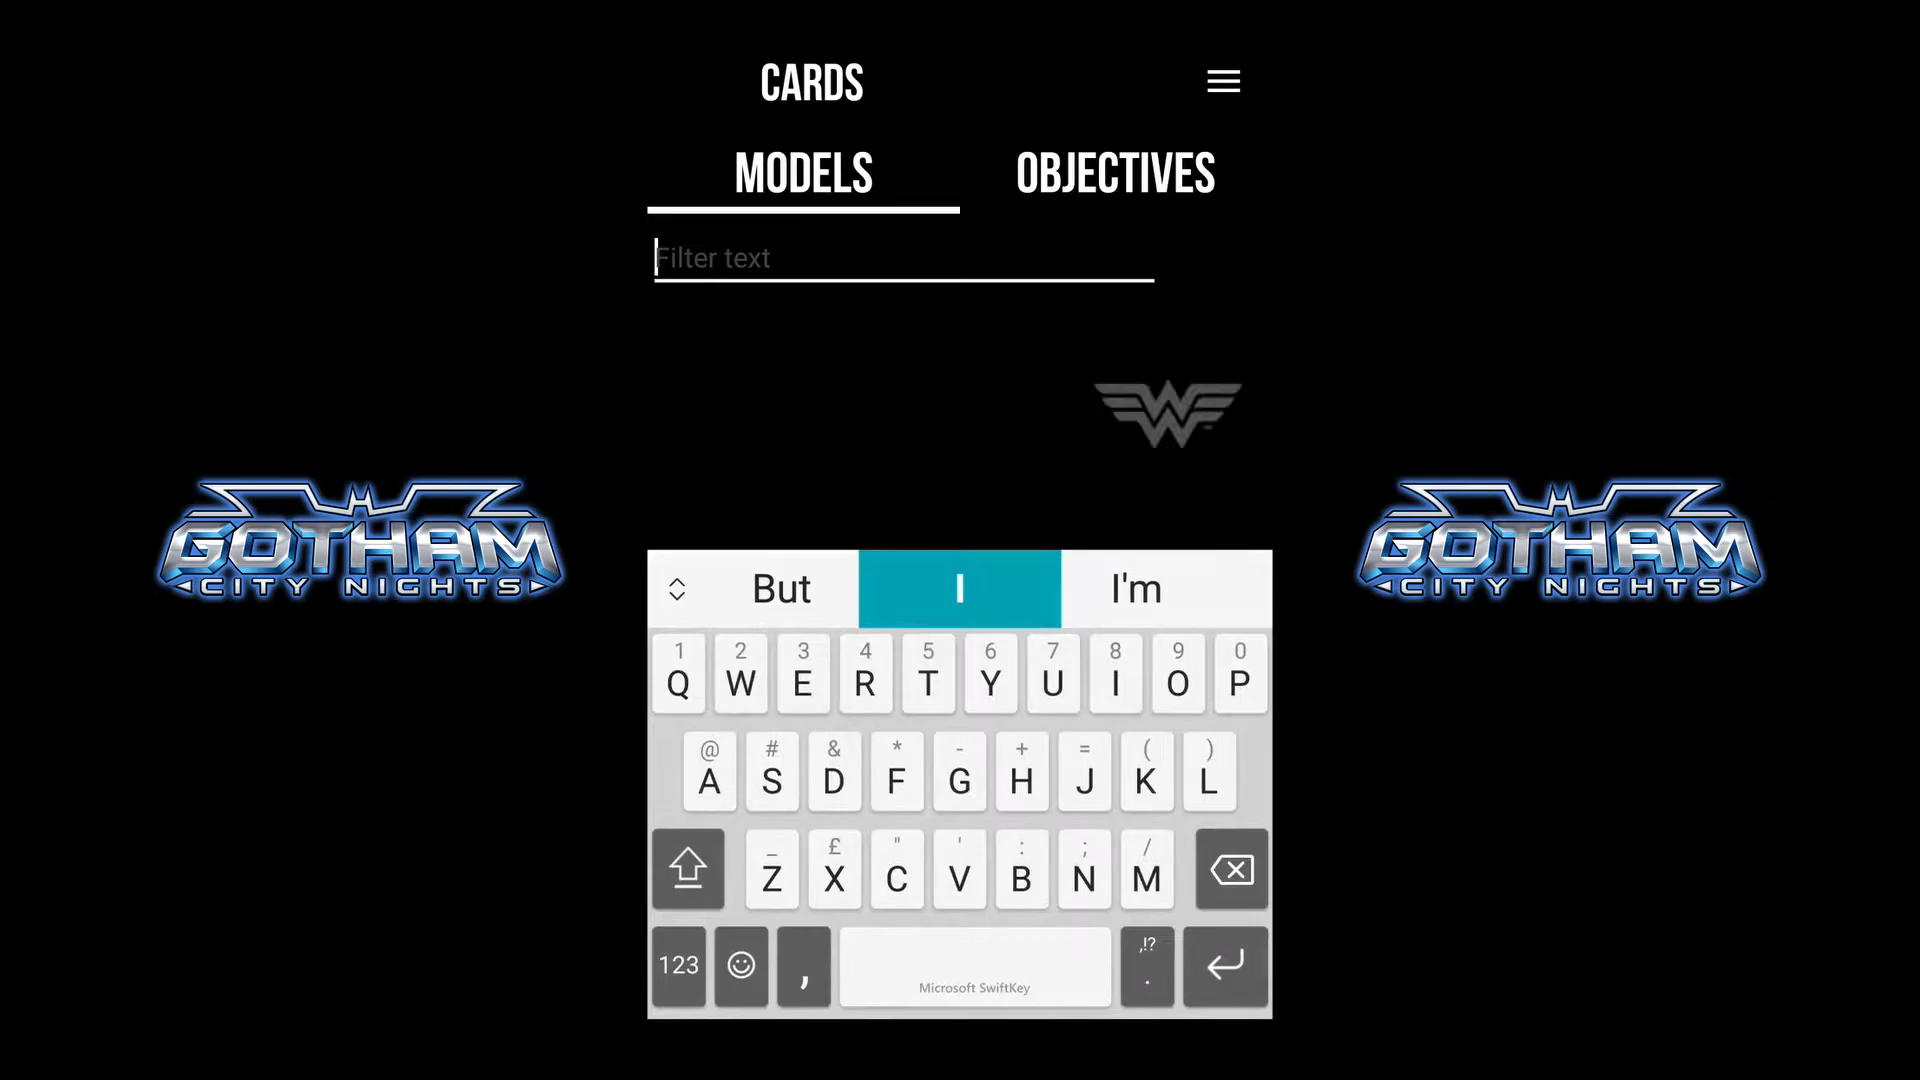 CARDS
MODELS OBJECTIVES
Filter text
GOTHAM
CITY NIGHTS
GOTHAM
CITY NIGHTS
But I I'm
1 2 3 4 5 6 7 8 9 0
Q W E R T Y U I O P
@ # & * - + = ( )
A S D F G H J K L
_ £ " ' : ; /
Z X C V B N M
,!?
123 , .
Microsoft SwiftKey